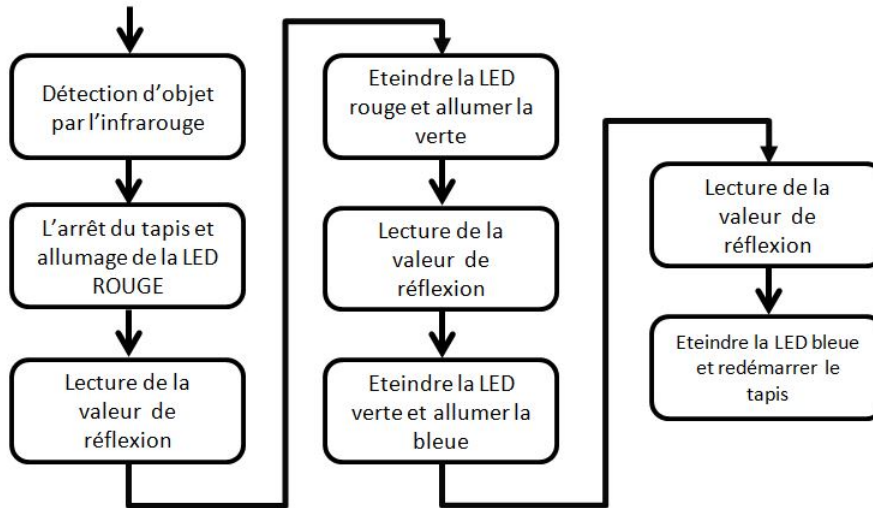 Détection d'objet
par l'infrarouge
L'arrêt du tapis et
allumage de la LED
ROUGE
Lecture de la
valeur de
réflexion
Eteindre la LED
rouge et allumer la
verte
Lecture de la
valeur de
réflexion
Eteindre la LED
verte et allumer la
bleue
Lecture de la
valeur de
réflexion
Eteindre la LED bleue
et redémarrer le
tapis